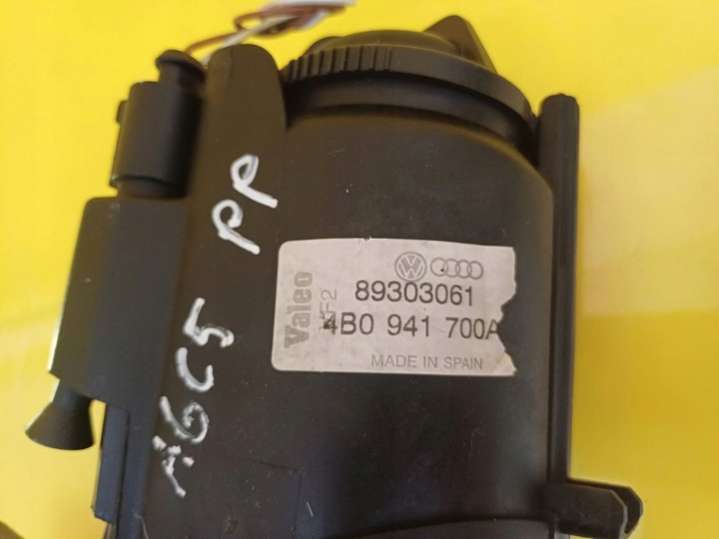 PP
A6C5
Valeo
89303061
4B0 941 700A
MADE IN SPAIN